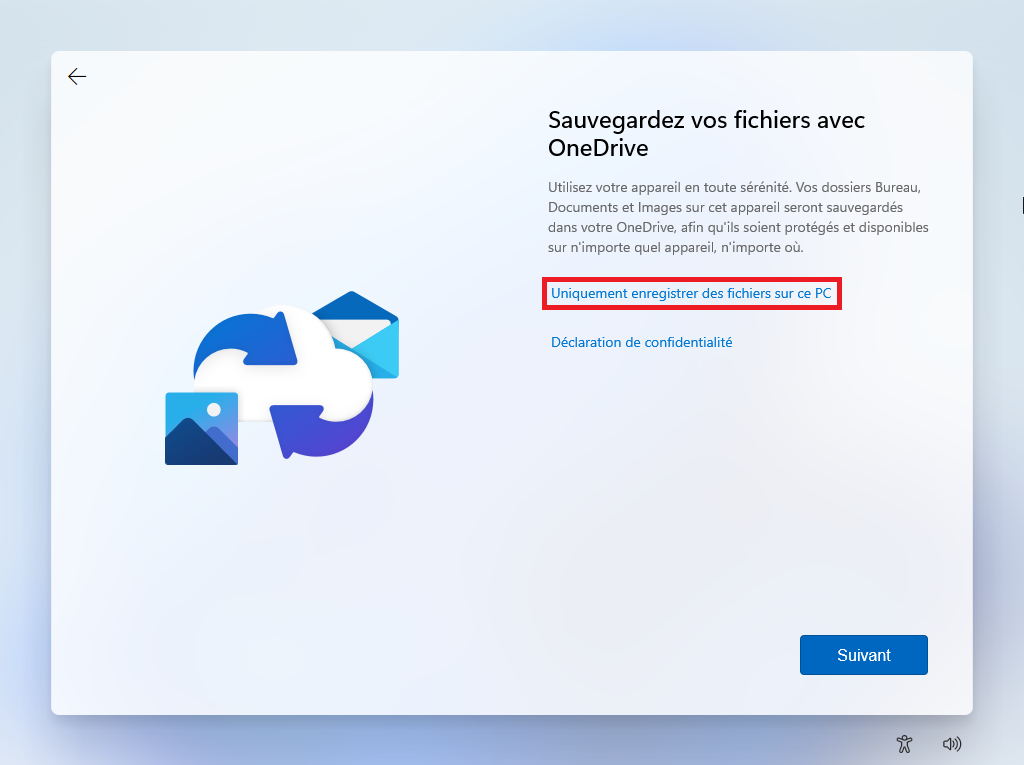 Sauvegardez vos fichiers avec
OneDrive
Utilisez votre appareil en toute sérénité. Vos dossiers Bureau,
Documents et Images sur cet appareil seront sauvegardés
dans votre OneDrive, afin qu'ils soient protégés et disponibles
sur n'importe quel appareil, n'importe où.
Uniquement enregistrer des fichiers sur ce PC
Déclaration de confidentialité
Suivant